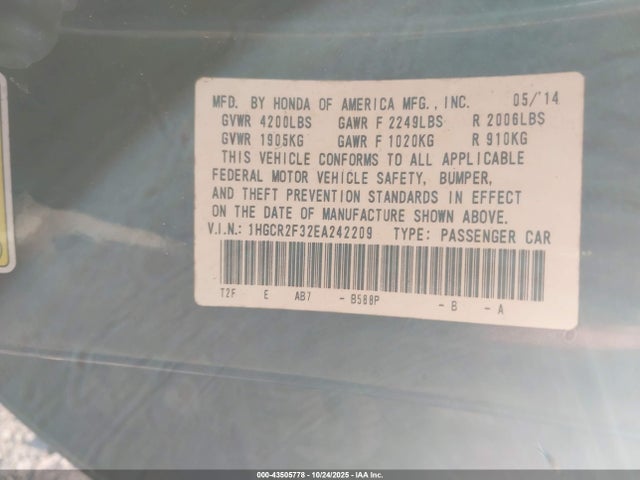 MFD. BY HONDA OF AMERICA MFG., INC. 05/'14
GVWR 4200LBS GAWR F 2249LBS R 2006LBS
GVWR 1905KG GAWR F 1020KG R 910KG
THIS VEHICLE CONFORMS TO ALL APPLICABLE
FEDERAL MOTOR VEHICLE SAFETY, BUMPER,
AND THEFT PREVENTION STANDARDS IN EFFECT
ON THE DATE OF MANUFACTURE SHOWN ABOVE.
V.I.N.: 1HGCR2F32EA242209 TYPE: PASSENGER CAR
T2F E AB7 - B588P - B - A
000-43505778 - 10/24/2025 - IAA Inc.